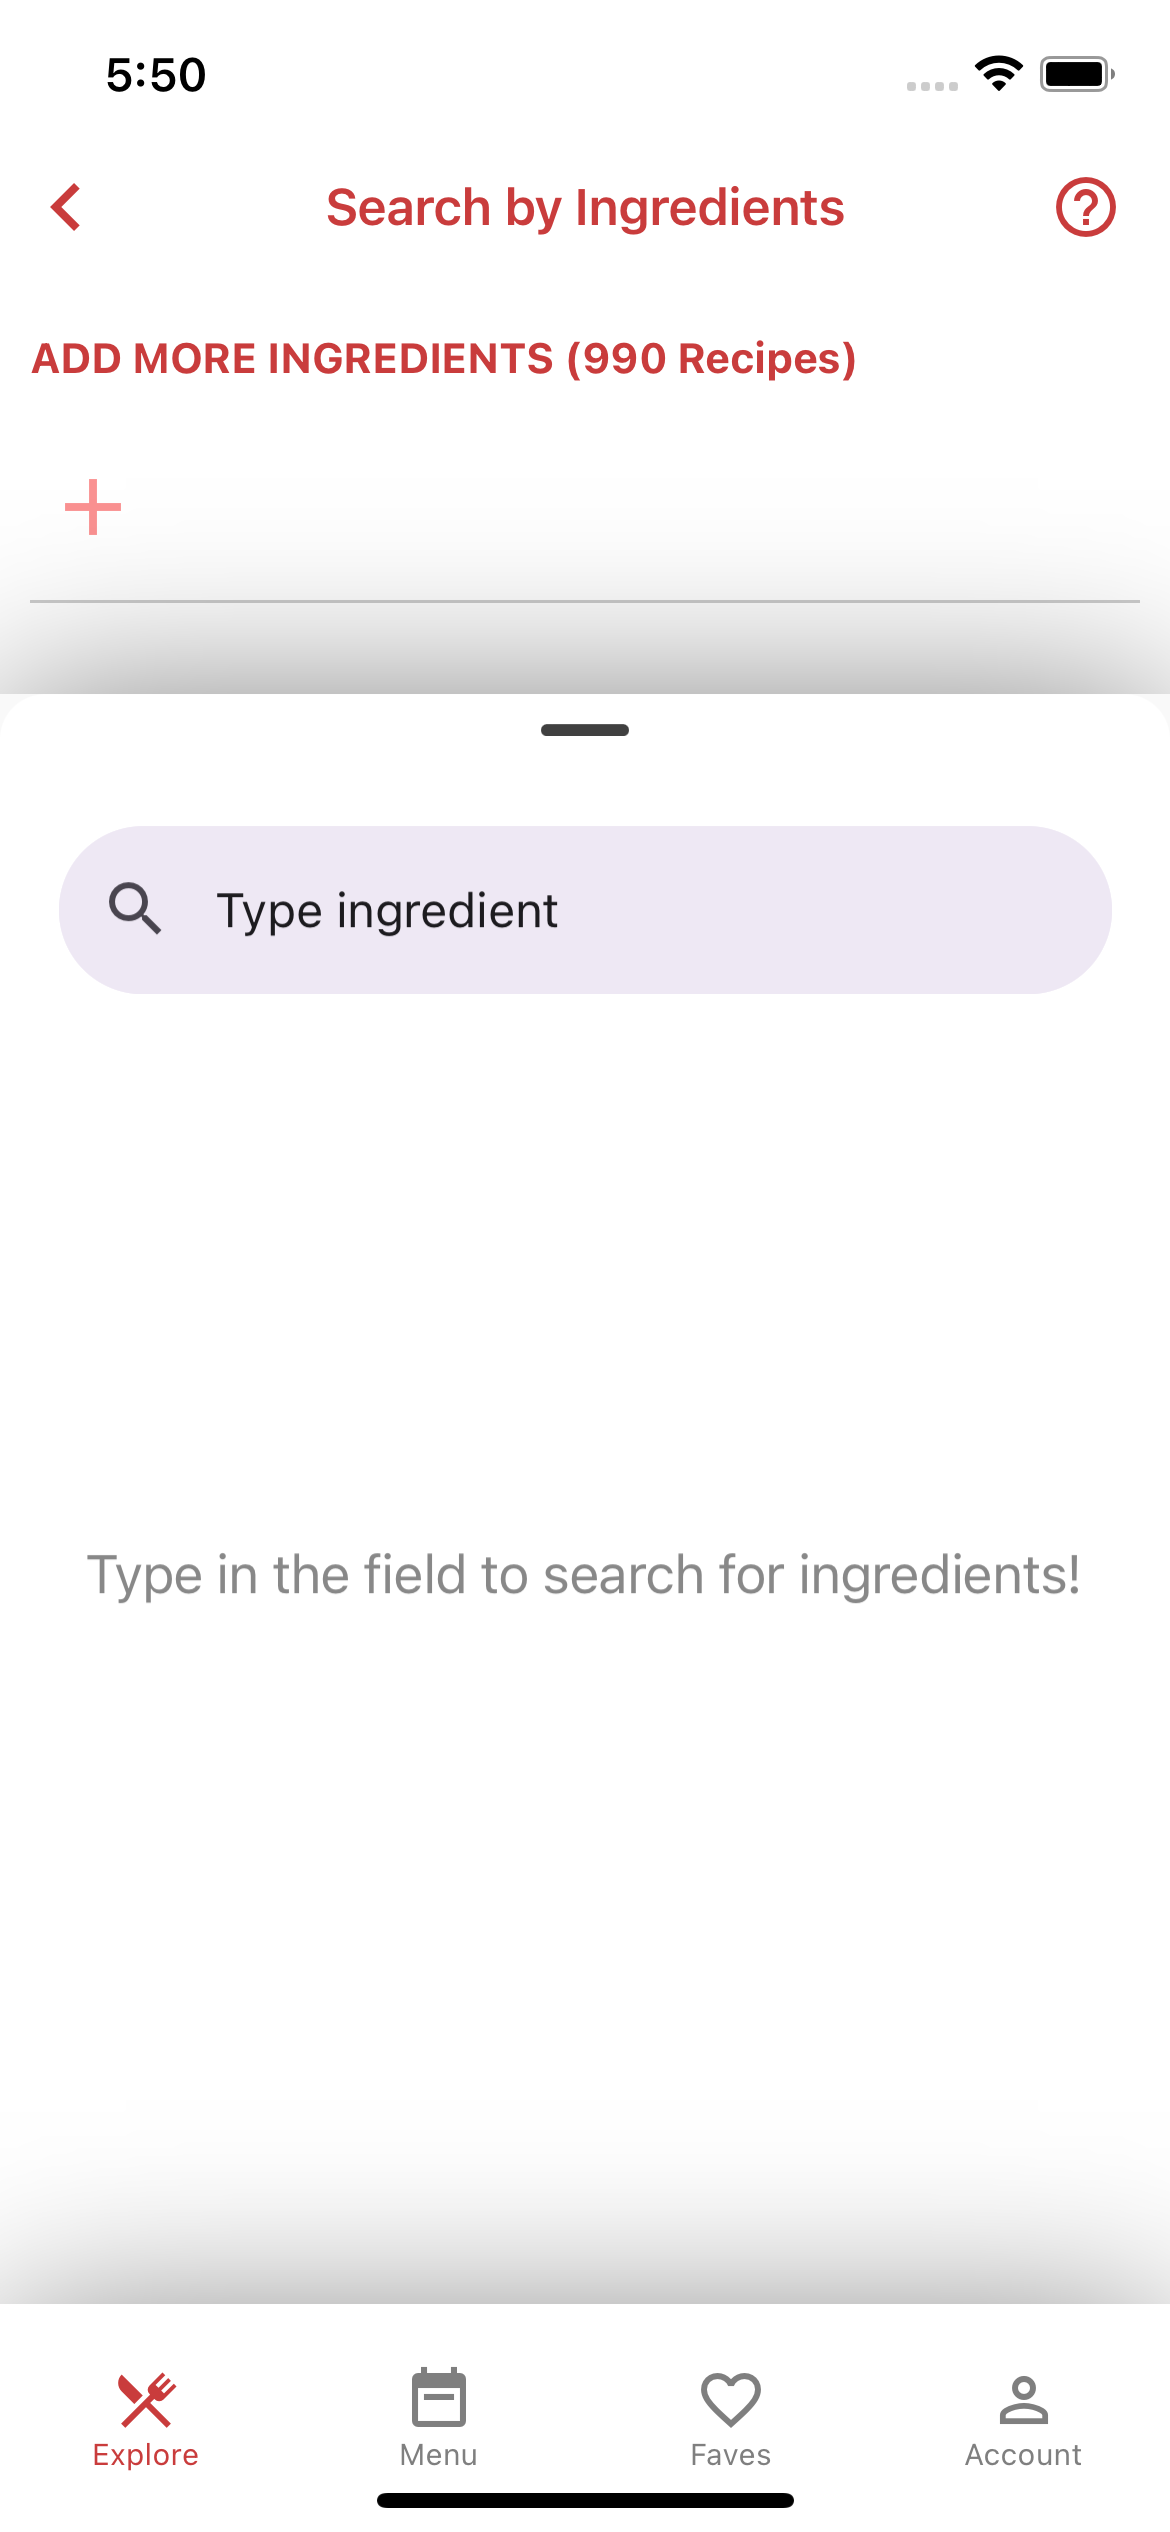 5:50
Search by Ingredients
ADD MORE INGREDIENTS (990 Recipes)
Type ingredient
Type in the field to search for ingredients!
Explore
Menu
Faves
Account